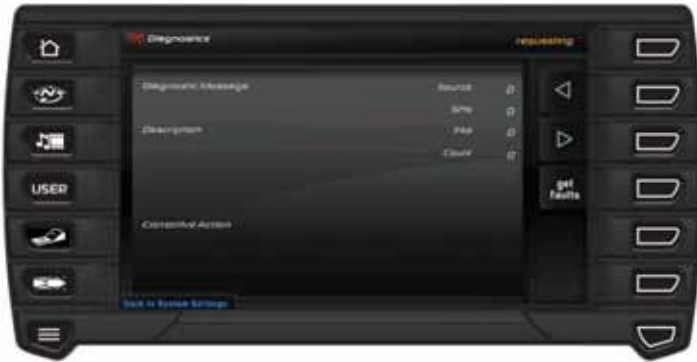 Diagnostics
requesting
Diagnostic Message
Source 0
SPN 0
Description
FMI 0
Count 0
USER
get
faults
Corrective Action
back to System Settings